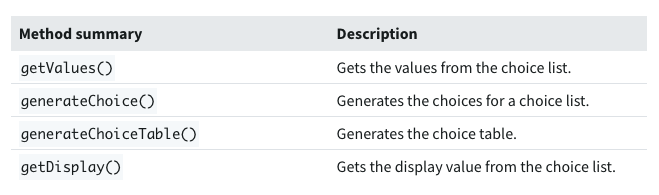 Method summary Description
getValues() Gets the values from the choice list.
generateChoice() Generates the choices for a choice list.
generateChoiceTable() Generates the choice table.
getDisplay() Gets the display value from the choice list.